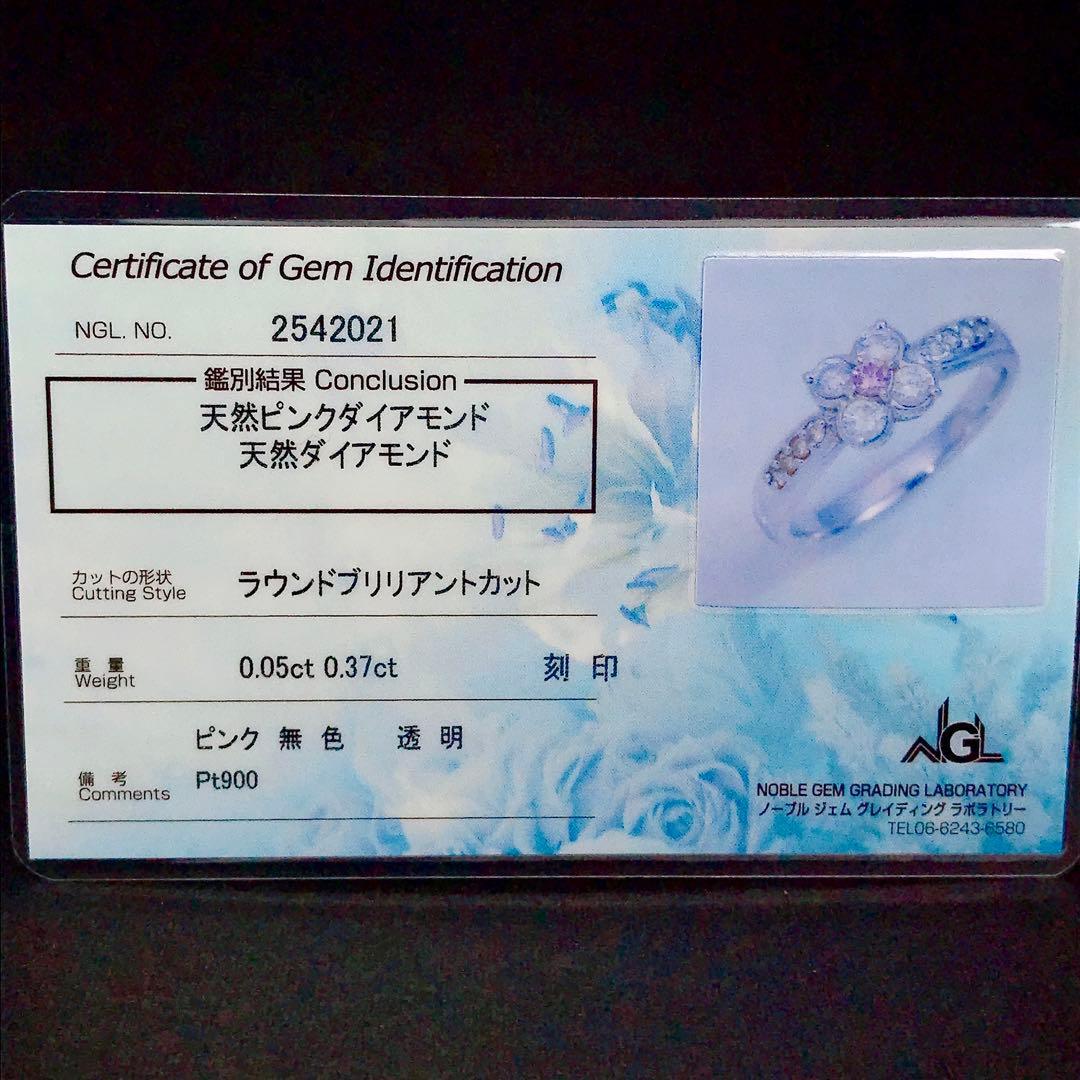 Certificate of Gem Identification
NGL. NO. 2542021
鑑別結果 Conclusion
天然ピンクダイアモンド
天然ダイアモンド
カットの形状 ラウンドブリリアントカット
Cutting Style
重量 0.05ct 0.37ct 刻印
Weight
ピンク 無色 透明
備考 Pt900
Comments
NGL
NOBLE GEM GRADING LABORATORY
ノーブル ジェム グレイディング ラボラトリー
TEL06-6243-6580